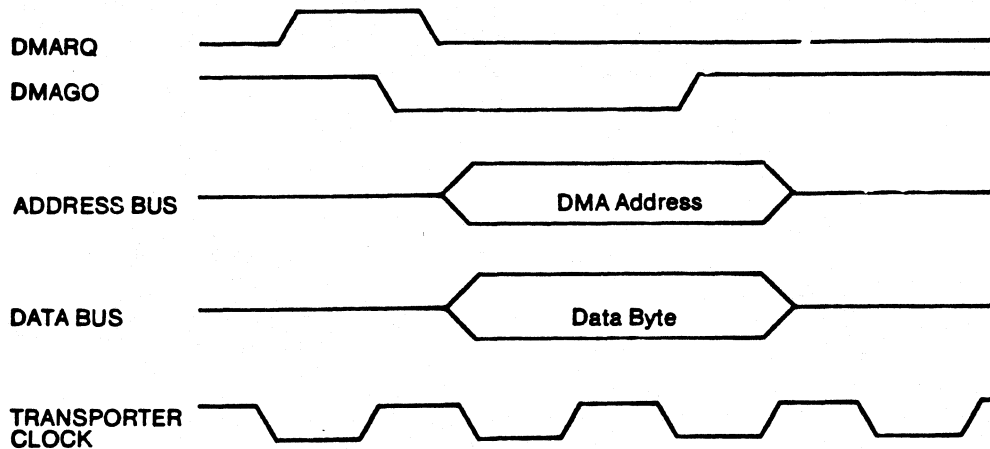 DMARQ
DMAGO
ADDRESS BUS
DMA Address
DATA BUS
Data Byte
TRANSPORTER
CLOCK